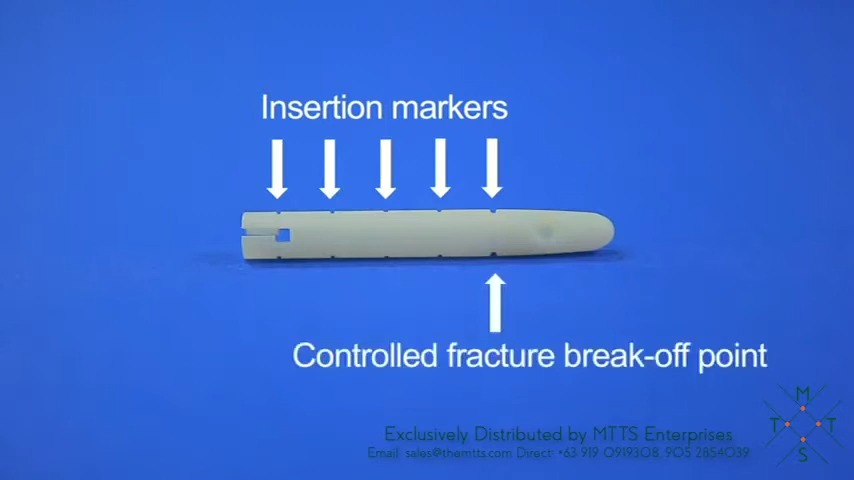 Insertion markers
Controlled fracture break-off point
M
T T
S
Exclusively Distributed by MTTS Enterprises
Email: sales@themtts.com Direct: +63 919 0919308, 905 2854039